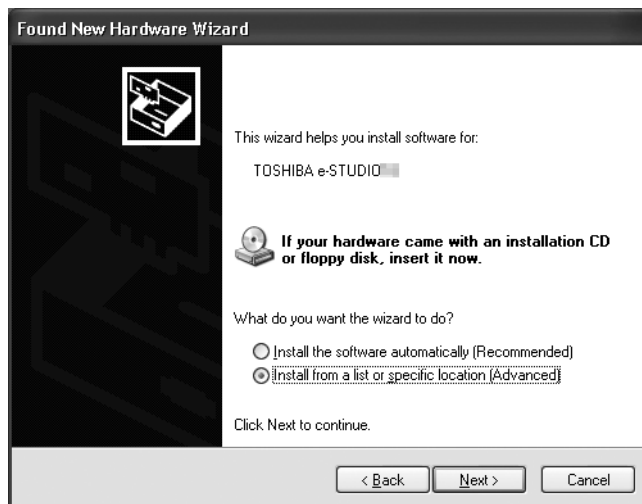 Found New Hardware Wizard
This wizard helps you install software for:
TOSHIBA e-STUDIO
If your hardware came with an installation CD
or floppy disk, insert it now.
What do you want the wizard to do?
Install the software automatically (Recommended)
Install from a list or specific location (Advanced)
Click Next to continue.
< Back Next > Cancel